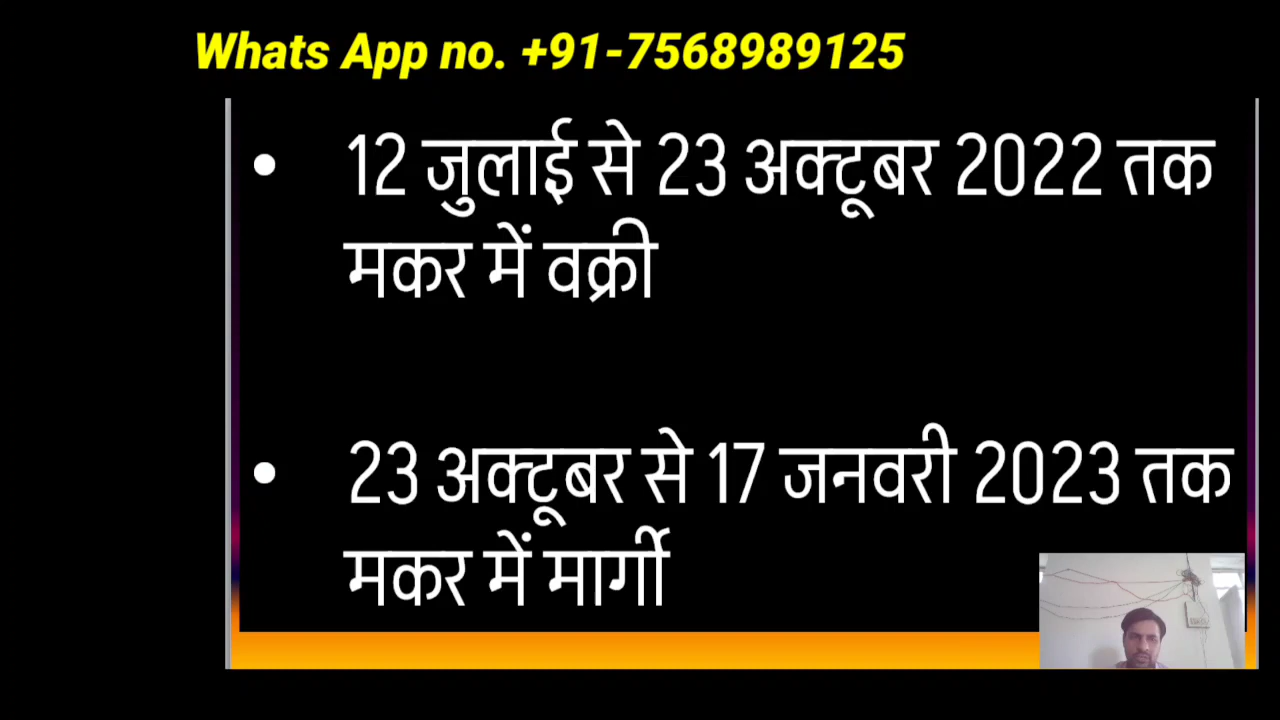 Whats App no. +91-7568989125
• 12 जुलाई से 23 अक्टूबर 2022 तक
मकर में वक्री
• 23 अक्टूबर से 17 जनवरी 2023 तक
मकर में मार्गी